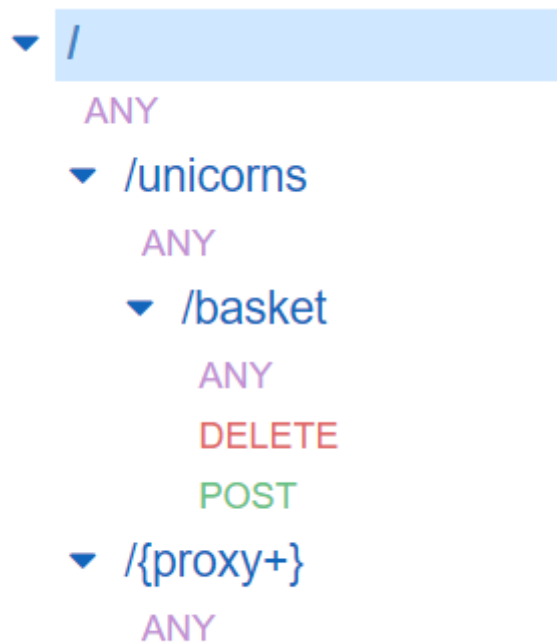 /
ANY
/unicorns
ANY
/basket
ANY
DELETE
POST
/{proxy+}
ANY